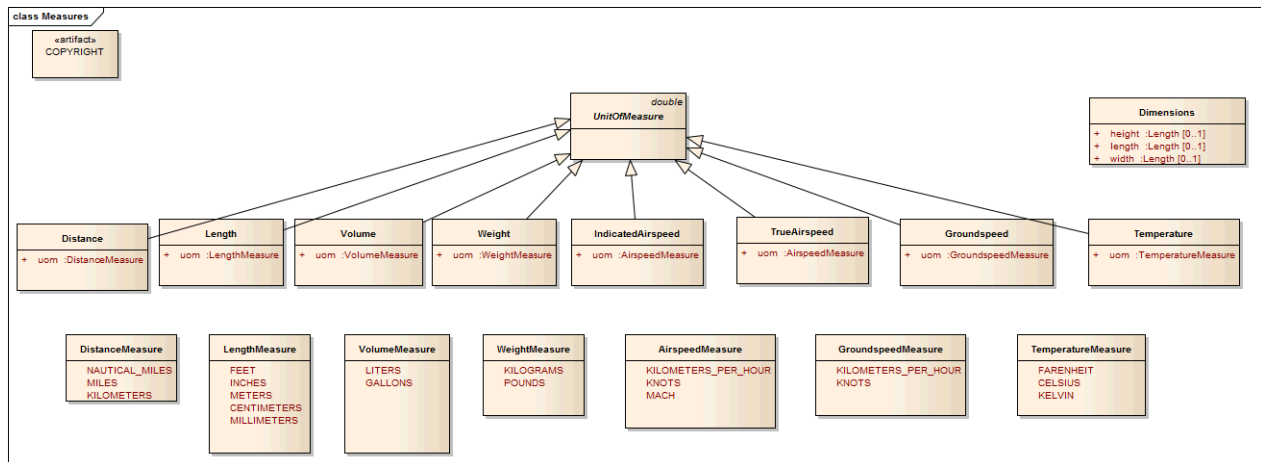 class Measures
«artifact»
COPYRIGHT
double
UnitOfMeasure
Dimensions
+ height :Length [0..1]
+ length :Length [0..1]
+ width :Length [0..1]
Distance
+ uom :DistanceMeasure
Length
+ uom :LengthMeasure
Volume
+ uom :VolumeMeasure
Weight
+ uom :WeightMeasure
IndicatedAirspeed
+ uom :AirspeedMeasure
TrueAirspeed
+ uom :AirspeedMeasure
Groundspeed
+ uom :GroundspeedMeasure
Temperature
+ uom :TemperatureMeasure
DistanceMeasure
NAUTICAL_MILES
MILES
KILOMETERS
LengthMeasure
FEET
INCHES
METERS
CENTIMETERS
MILLIMETERS
VolumeMeasure
LITERS
GALLONS
WeightMeasure
KILOGRAMS
POUNDS
AirspeedMeasure
KILOMETERS_PER_HOUR
KNOTS
MACH
GroundspeedMeasure
KILOMETERS_PER_HOUR
KNOTS
TemperatureMeasure
FARENHEIT
CELSIUS
KELVIN